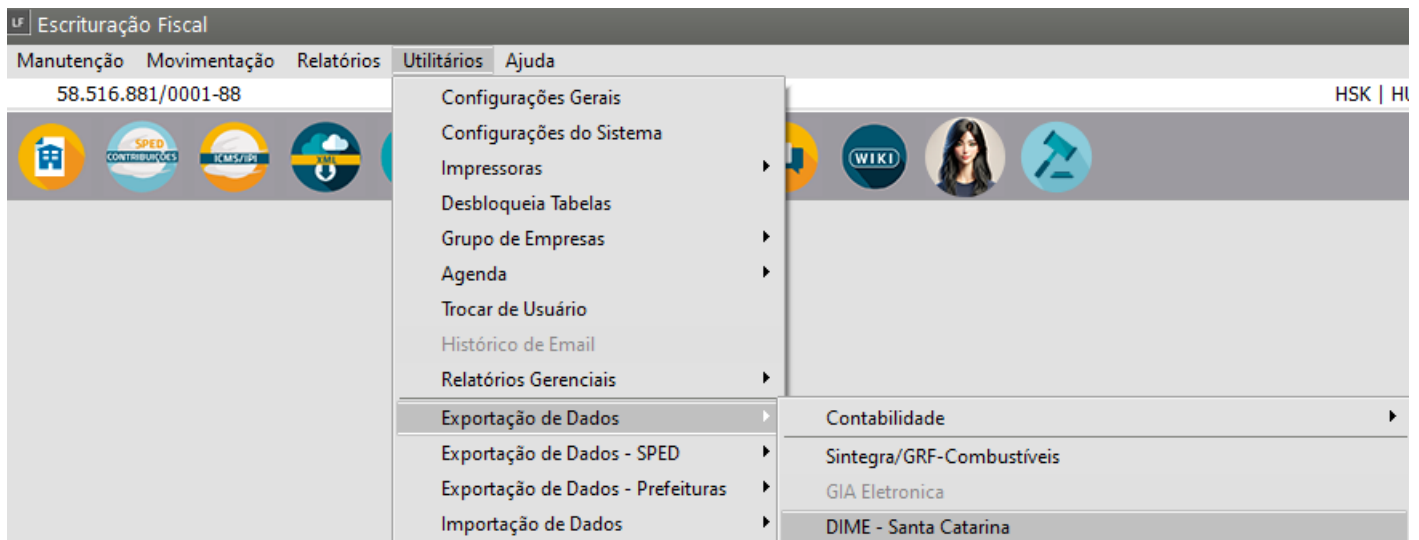 LF Escrituração Fiscal
Manutenção Movimentação Relatórios Utilitários Ajuda
58.516.881/0001-88 HSK | HU
SPED CONTRIBUIÇÕES ICMS/IPI XML WIKI
Configurações Gerais
Configurações do Sistema
Impressoras
Desbloqueia Tabelas
Grupo de Empresas
Agenda
Trocar de Usuário
Histórico de Email
Relatórios Gerenciais
Exportação de Dados Contabilidade
Exportação de Dados - SPED Sintegra/GRF-Combustíveis
Exportação de Dados - Prefeituras GIA Eletronica
Importação de Dados DIME - Santa Catarina